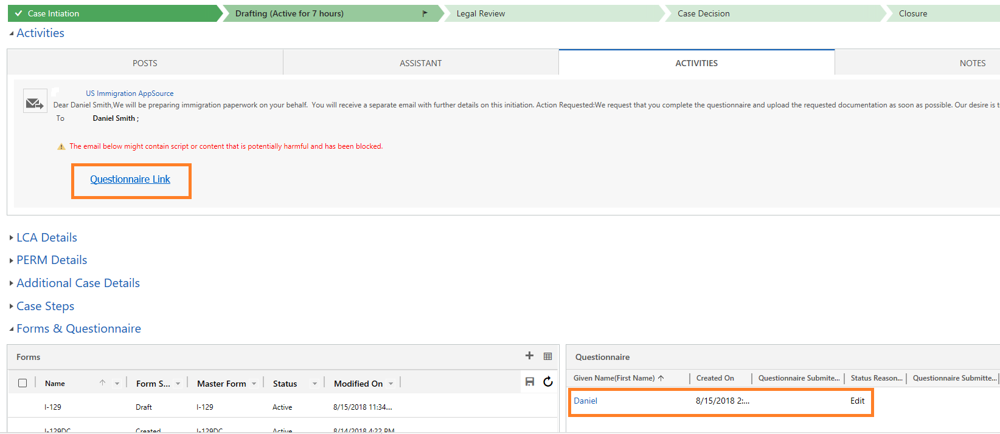 Case Intiation
Drafting (Active for 7 hours)
Legal Review
Case Decision
Closure
Activities
POSTS
ASSISTANT
ACTIVITIES
NOTES
US Immigration AppSource
Dear Daniel Smith,We will be preparing immigration paperwork on your behalf.  You will receive a separate email with further details on this initiation. Action Requested:We request that you complete the questionnaire and upload the requested documentation as soon as possible. Our desire is t
To Daniel Smith ;
The email below might contain script or content that is potentially harmful and has been blocked.
Questionnaire Link
LCA Details
PERM Details
Additional Case Details
Case Steps
Forms & Questionnaire
Forms
Name Form S... Master Form Status Modified On
I-129 Draft I-129 Active 8/15/2018 11:34...
I-129DC Created I-129DC Active 8/14/2018 4:22 PM
Questionnaire
Given Name(First Name) Created On Questionnaire Submite... Status Reason... Questionnaire Submitte...
Daniel 8/15/2018 2:... Edit